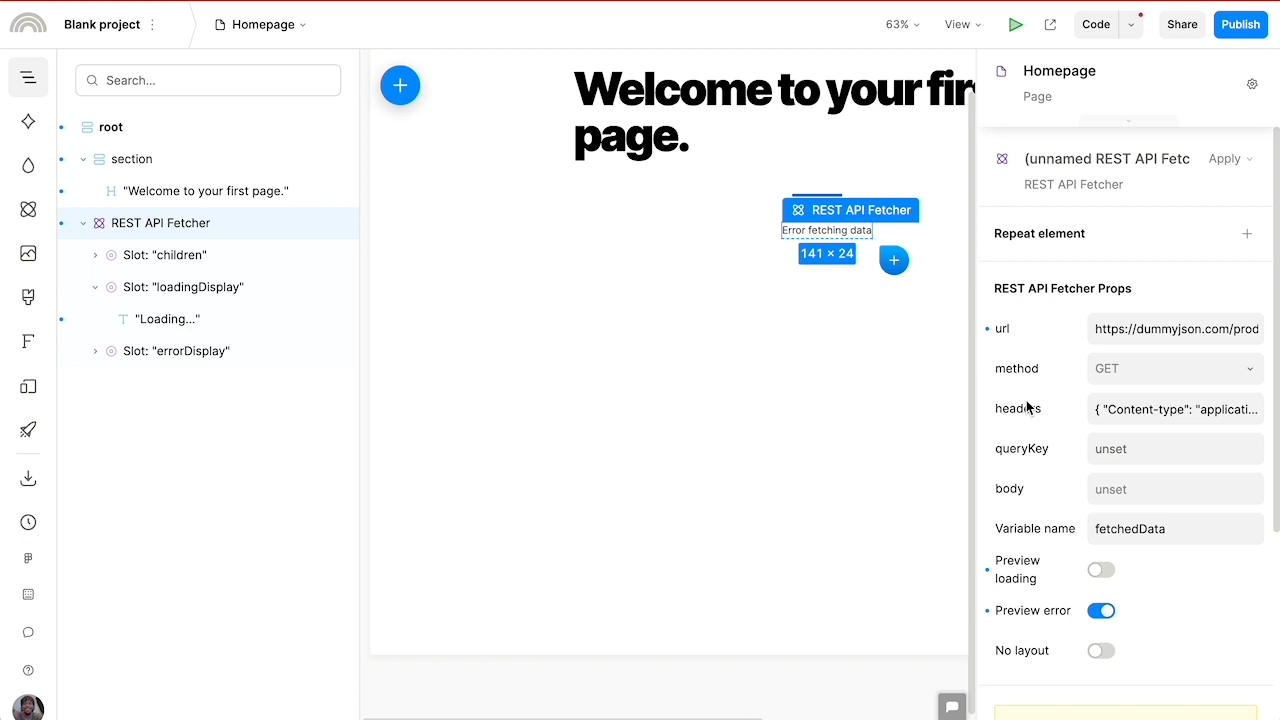 Blank project
Homepage
63%
View
Code
Share
Publish
Search...
root
section
"Welcome to your first page."
REST API Fetcher
Slot: "children"
Slot: "loadingDisplay"
"Loading..."
Slot: "errorDisplay"
Welcome to your fir
page.
REST API Fetcher
Error fetching data
141 × 24
Homepage
Page
(unnamed REST API Fetc
Apply
REST API Fetcher
Repeat element
REST API Fetcher Props
url
https://dummyjson.com/prod
method
GET
headers
{ "Content-type": "applicati...
queryKey
unset
body
unset
Variable name
fetchedData
Preview
loading
Preview error
No layout